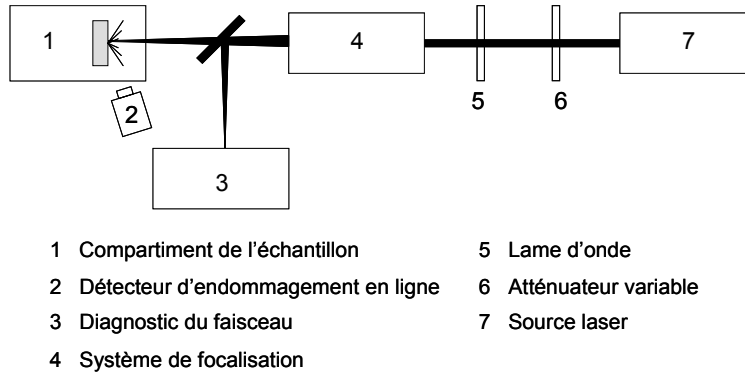 1
2
3
4
5
6
7
1 Compartiment de l'échantillon
2 Détecteur d'endommagement en ligne
3 Diagnostic du faisceau
4 Système de focalisation
5 Lame d'onde
6 Atténuateur variable
7 Source laser